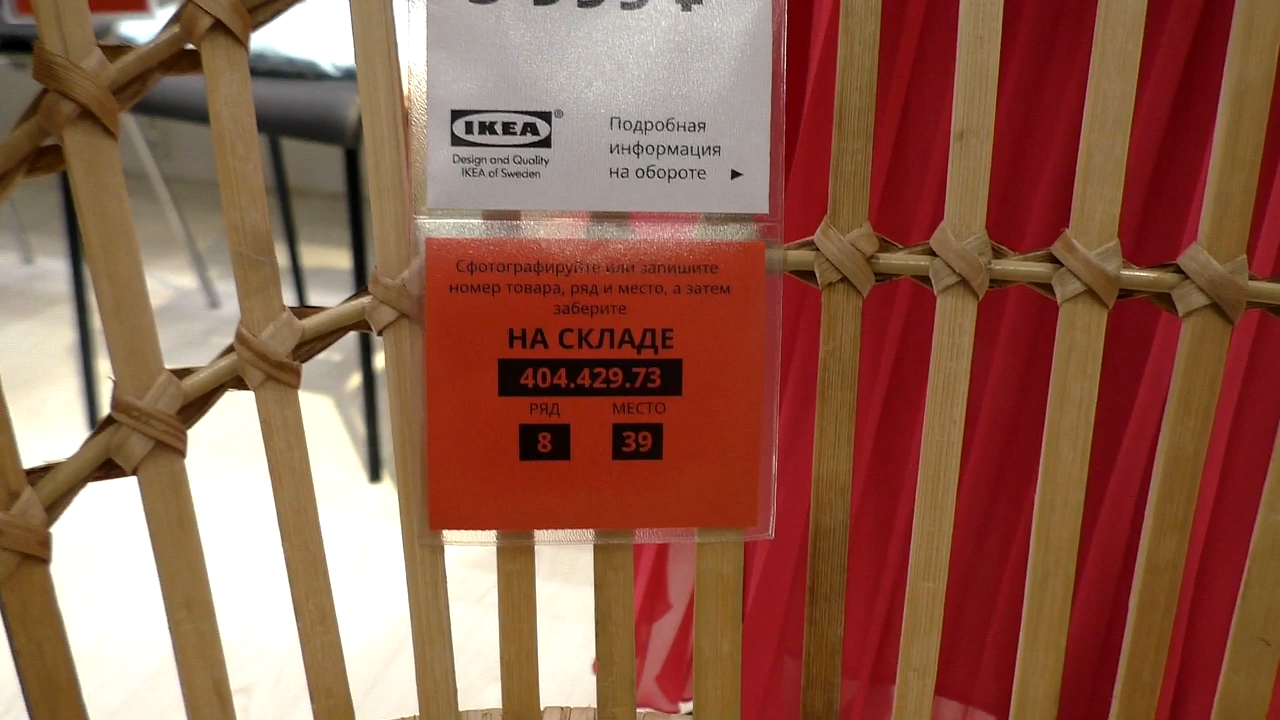 IKEA®
Design and Quality
IKEA of Sweden
Подробная
информация
на обороте ►
Сфотографируйте или запишите
номер товара, ряд и место, а затем
заберите
НА СКЛАДЕ
404.429.73
РЯД МЕСТО
8 39